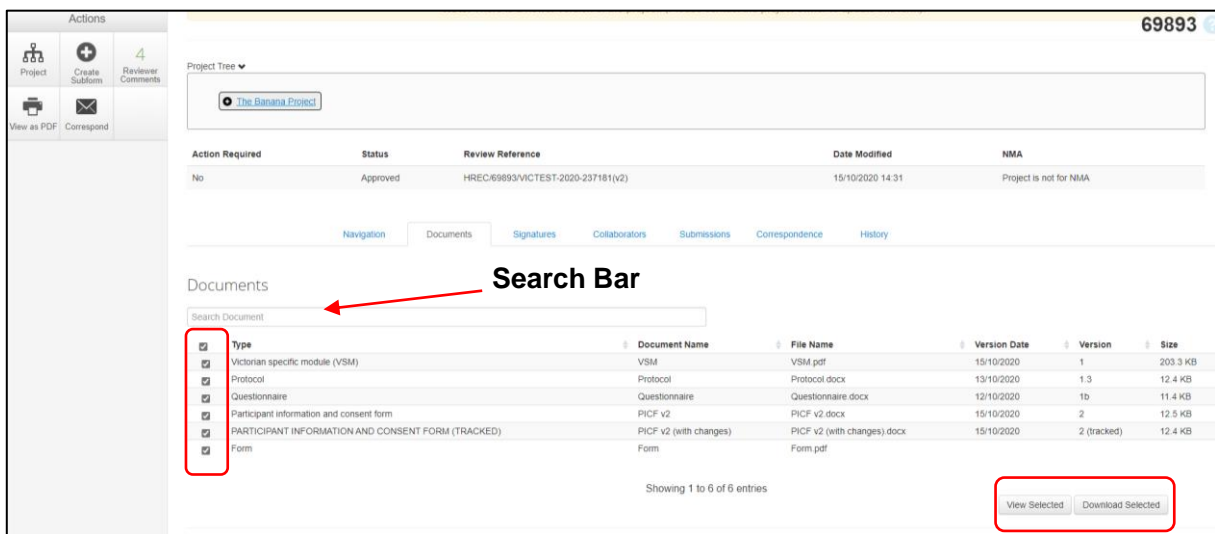 Actions
69893
Project
Create Subform
4
Reviewer Comments
View as PDF
Correspond
Project Tree
The Banana Project
Action Required Status Review Reference Date Modified NMA
No Approved HREC/69893/VICTEST-2020-237181(v2) 15/10/2020 14:31 Project is not for NMA
Navigation Documents Signatures Collaborators Submissions Correspondence History
Search Bar
Documents
Search Document
Type Document Name File Name Version Date Version Size
Victorian specific module (VSM) VSM VSM.pdf 15/10/2020 1 203.3 KB
Protocol Protocol Protocol.docx 13/10/2020 1.3 12.4 KB
Questionnaire Questionnaire Questionnaire.docx 12/10/2020 1b 11.4 KB
Participant information and consent form PICF v2 PICF v2.docx 15/10/2020 2 12.5 KB
PARTICIPANT INFORMATION AND CONSENT FORM (TRACKED) PICF v2 (with changes) PICF v2 (with changes).docx 15/10/2020 2 (tracked) 12.4 KB
Form Form Form.pdf
Showing 1 to 6 of 6 entries
View Selected Download Selected